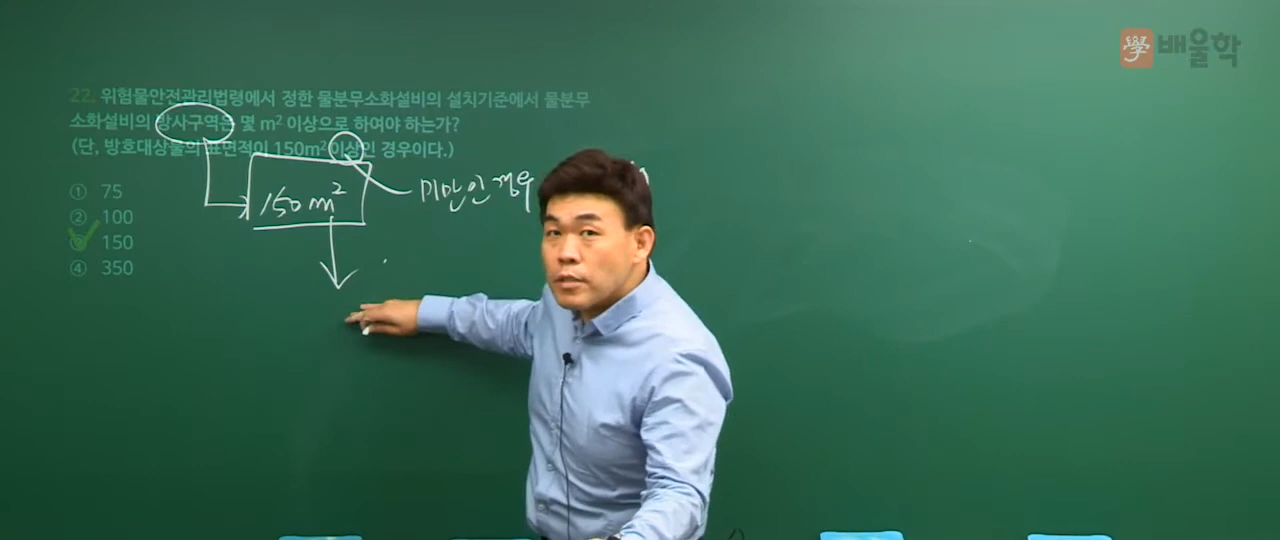 學 배울학
22. 위험물안전관리법령에서 정한 물분무소화설비의 설치기준에서 물분무
소화설비의 방사구역은 몇 m² 이상으로 하여야 하는가?
(단, 방호대상물의 표면적이 150m² 이상인 경우이다.)
① 75
② 100
③ 150
④ 350
150m²
미만인 경우